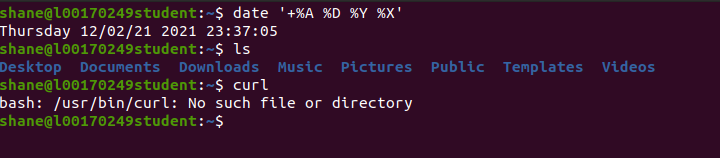 shane@l00170249student:~$ date '+%A %D %Y %X'
Thursday 12/02/21 2021 23:37:05
shane@l00170249student:~$ ls
Desktop  Documents  Downloads  Music  Pictures  Public  Templates  Videos
shane@l00170249student:~$ curl
bash: /usr/bin/curl: No such file or directory
shane@l00170249student:~$